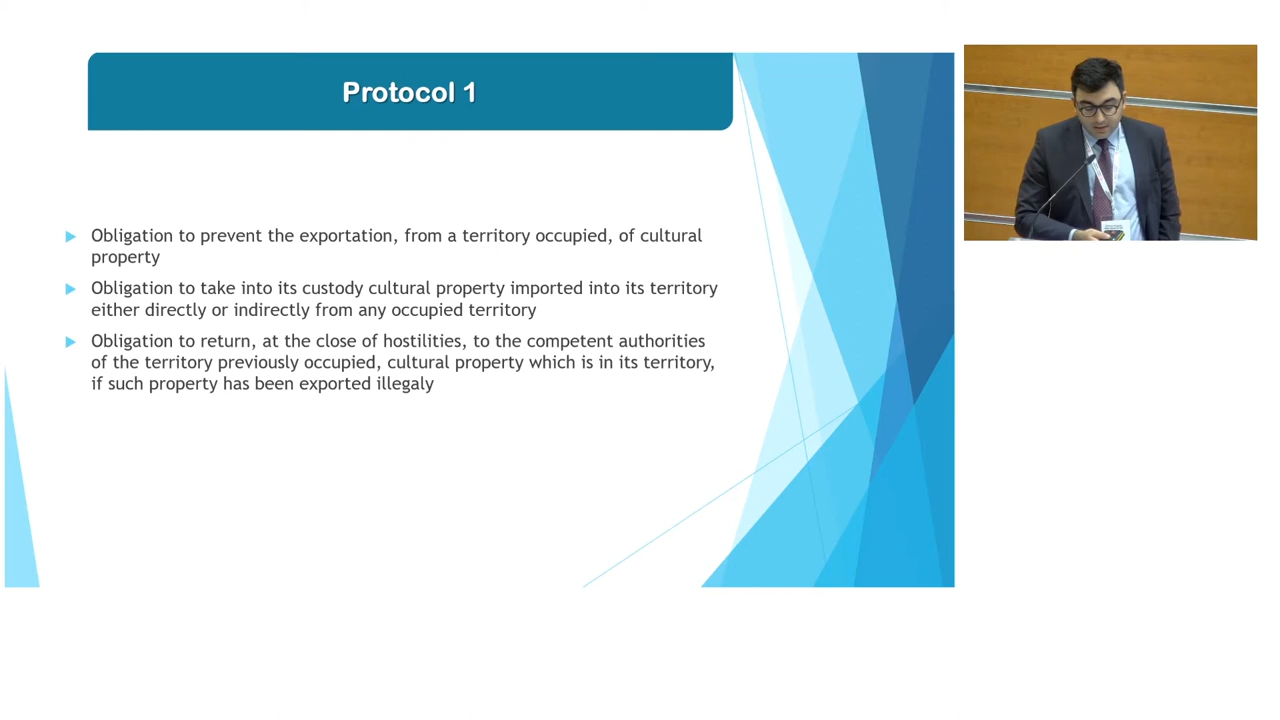 Protocol 1
Obligation to prevent the exportation, from a territory occupied, of cultural
property
Obligation to take into its custody cultural property imported into its territory
either directly or indirectly from any occupied territory
Obligation to return, at the close of hostilities, to the competent authorities
of the territory previously occupied, cultural property which is in its territory,
if such property has been exported illegaly